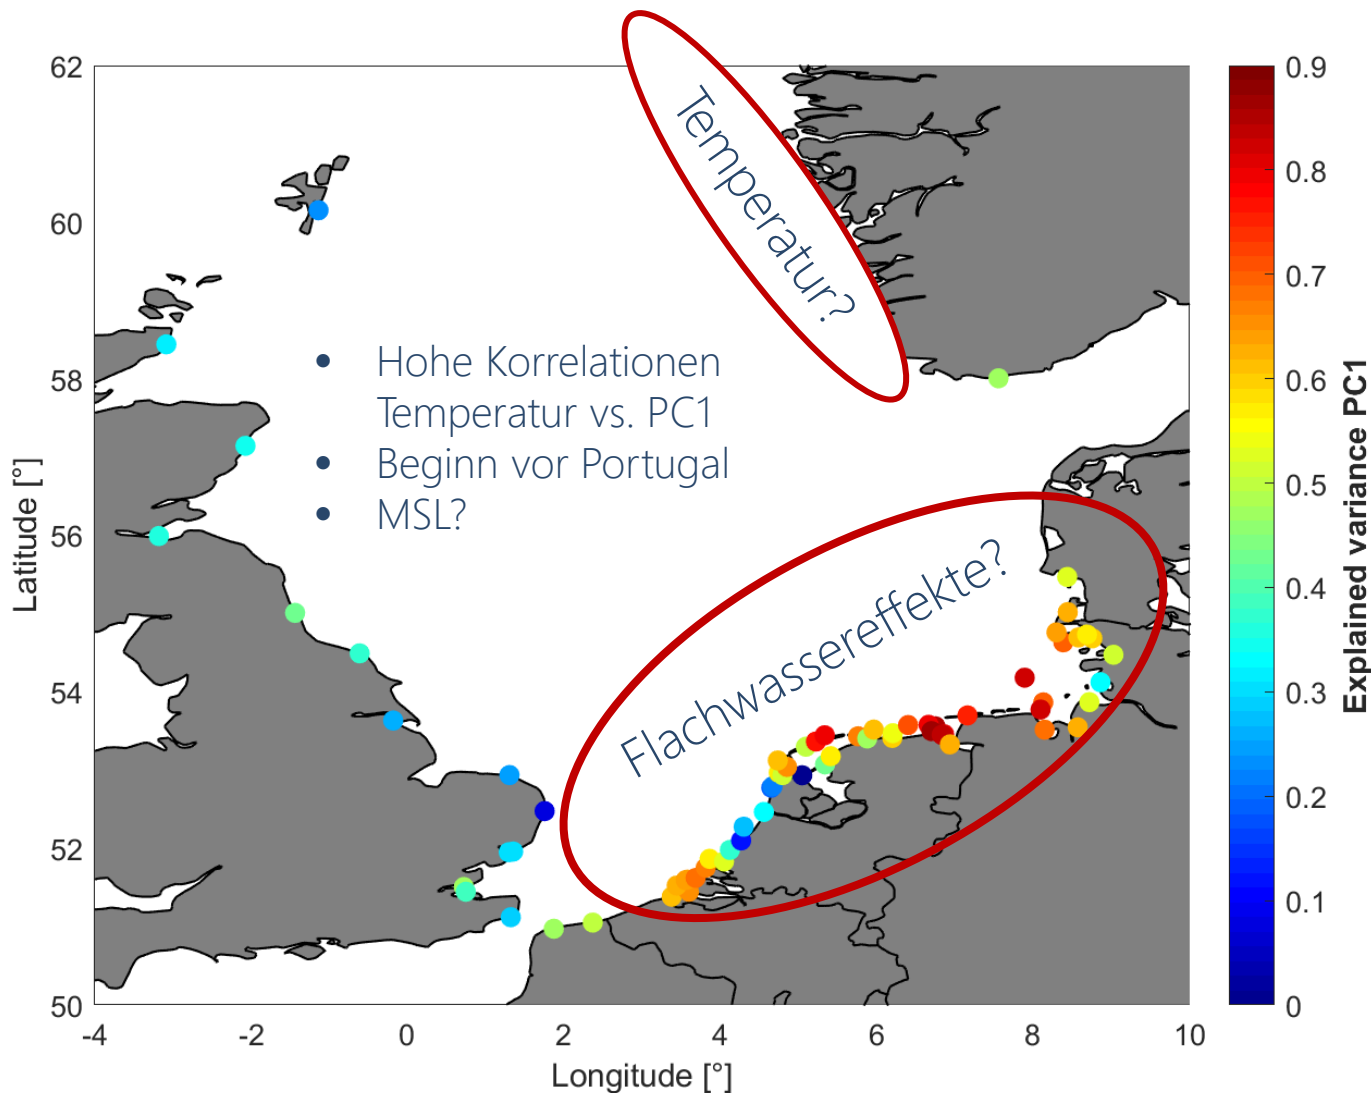 Temperatur?
• Hohe Korrelationen
Temperatur vs. PC1
• Beginn vor Portugal
• MSL?
Flachwassereffekte?
Latitude [°]
62
60
58
56
54
52
50
-4
-2
0
2
4
6
8
10
Longitude [°]
0.9
0.8
0.7
0.6
0.5
0.4
0.3
0.2
0.1
0
Explained variance PC1